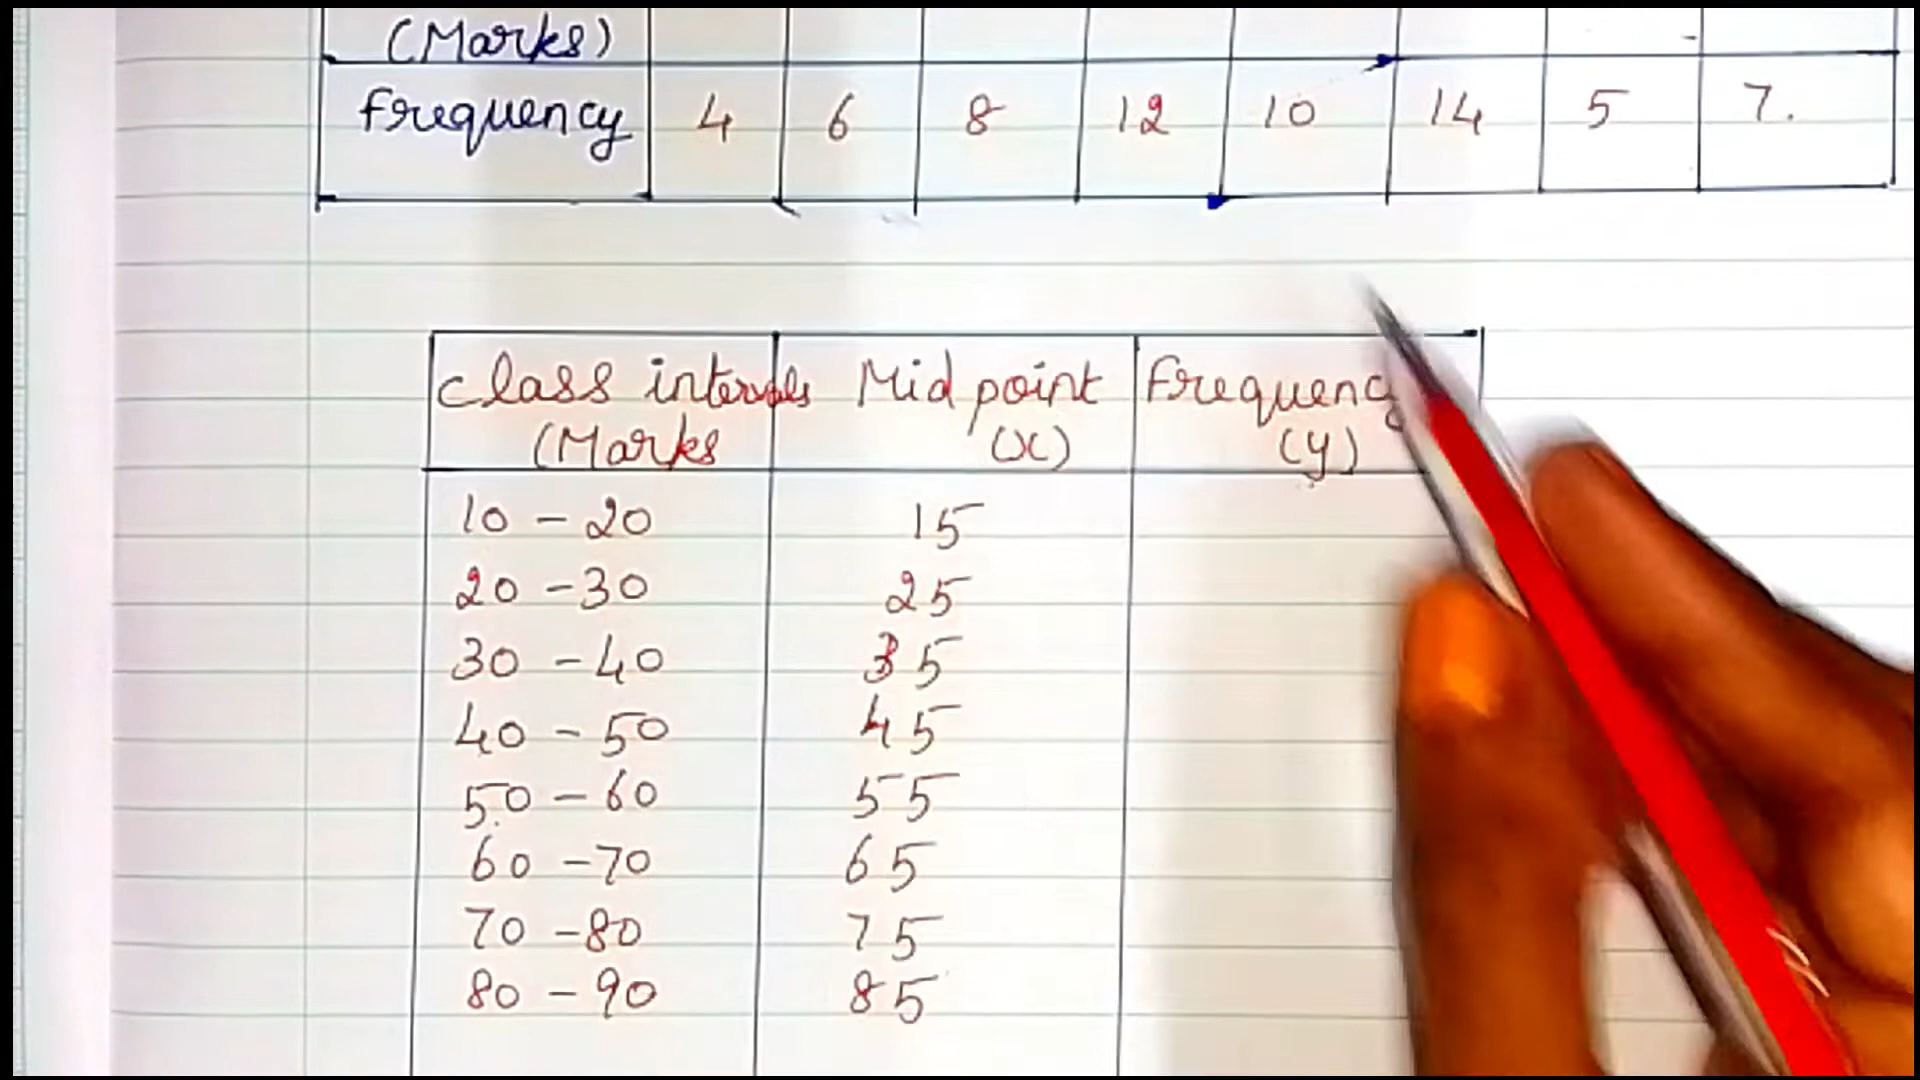 (Marks)
Frequency 4 6 8 12 10 14 5 7.
Class intervals Mid point Frequency
(Marks (x) (y)
10 - 20 15
20 - 30 25
30 - 40 35
40 - 50 45
50 - 60 55
60 - 70 65
70 - 80 75
80 - 90 85